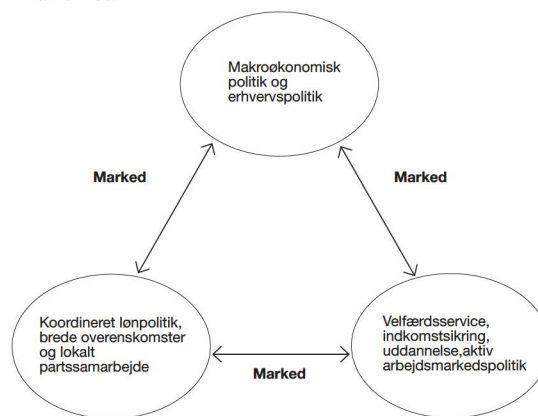 Makroøkonomisk
politik og
erhvervspolitik
Marked
Marked
Koordineret lønpolitik,
brede overenskomster
og lokalt
partssamarbejde
Velfærdsservice,
indkomstsikring,
uddannelse,aktiv
arbejdsmarkedspolitik
Marked